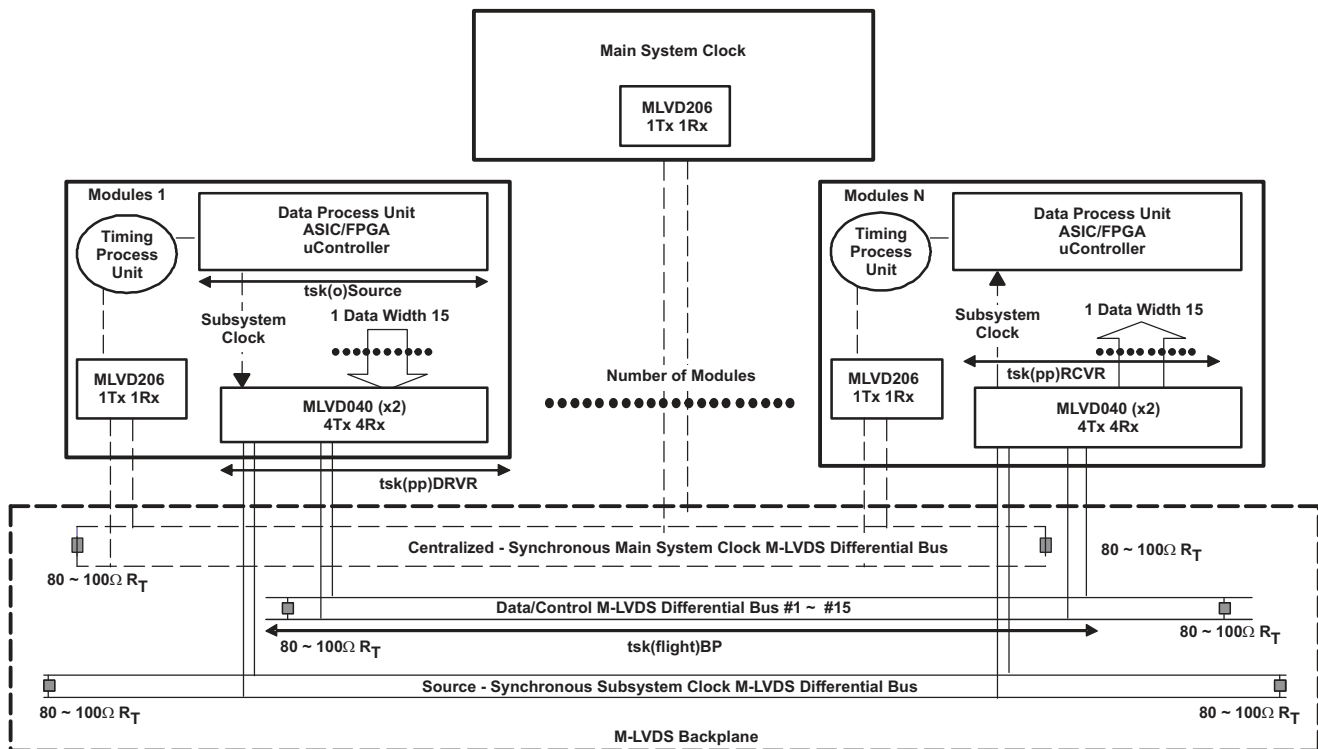 Main System Clock
MLVD206
1Tx 1Rx
Modules 1
Data Process Unit
ASIC/FPGA
uController
Timing
Process
Unit
tsk(o)Source
Subsystem
Clock
1 Data Width 15
MLVD206
1Tx 1Rx
MLVD040 (x2)
4Tx 4Rx
tsk(pp)DRVR
Number of Modules
Modules N
Data Process Unit
ASIC/FPGA
uController
Timing
Process
Unit
Subsystem
Clock
1 Data Width 15
tsk(pp)RCVR
MLVD206
1Tx 1Rx
MLVD040 (x2)
4Tx 4Rx
Centralized - Synchronous Main System Clock M-LVDS Differential Bus
80 ~ 100Ω RT
80 ~ 100Ω RT
Data/Control M-LVDS Differential Bus #1 ~ #15
80 ~ 100Ω RT
tsk(flight)BP
80 ~ 100Ω RT
Source - Synchronous Subsystem Clock M-LVDS Differential Bus
80 ~ 100Ω RT
80 ~ 100Ω RT
M-LVDS Backplane